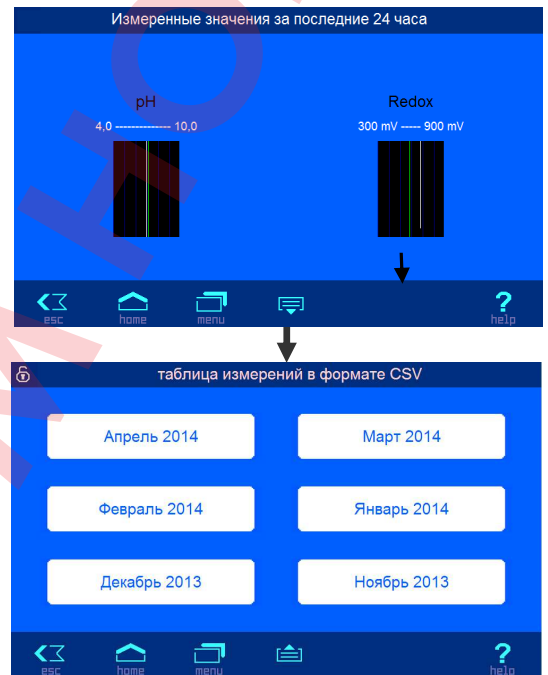 Измеренные значения за последние 24 часа
pH Redox
4,0 -------------- 10,0 300 mV ----- 900 mV
esc home menu ? help
таблица измерений в формате CSV
Апрель 2014 Март 2014
Февраль 2014 Январь 2014
Декабрь 2013 Ноябрь 2013
esc home menu ? help